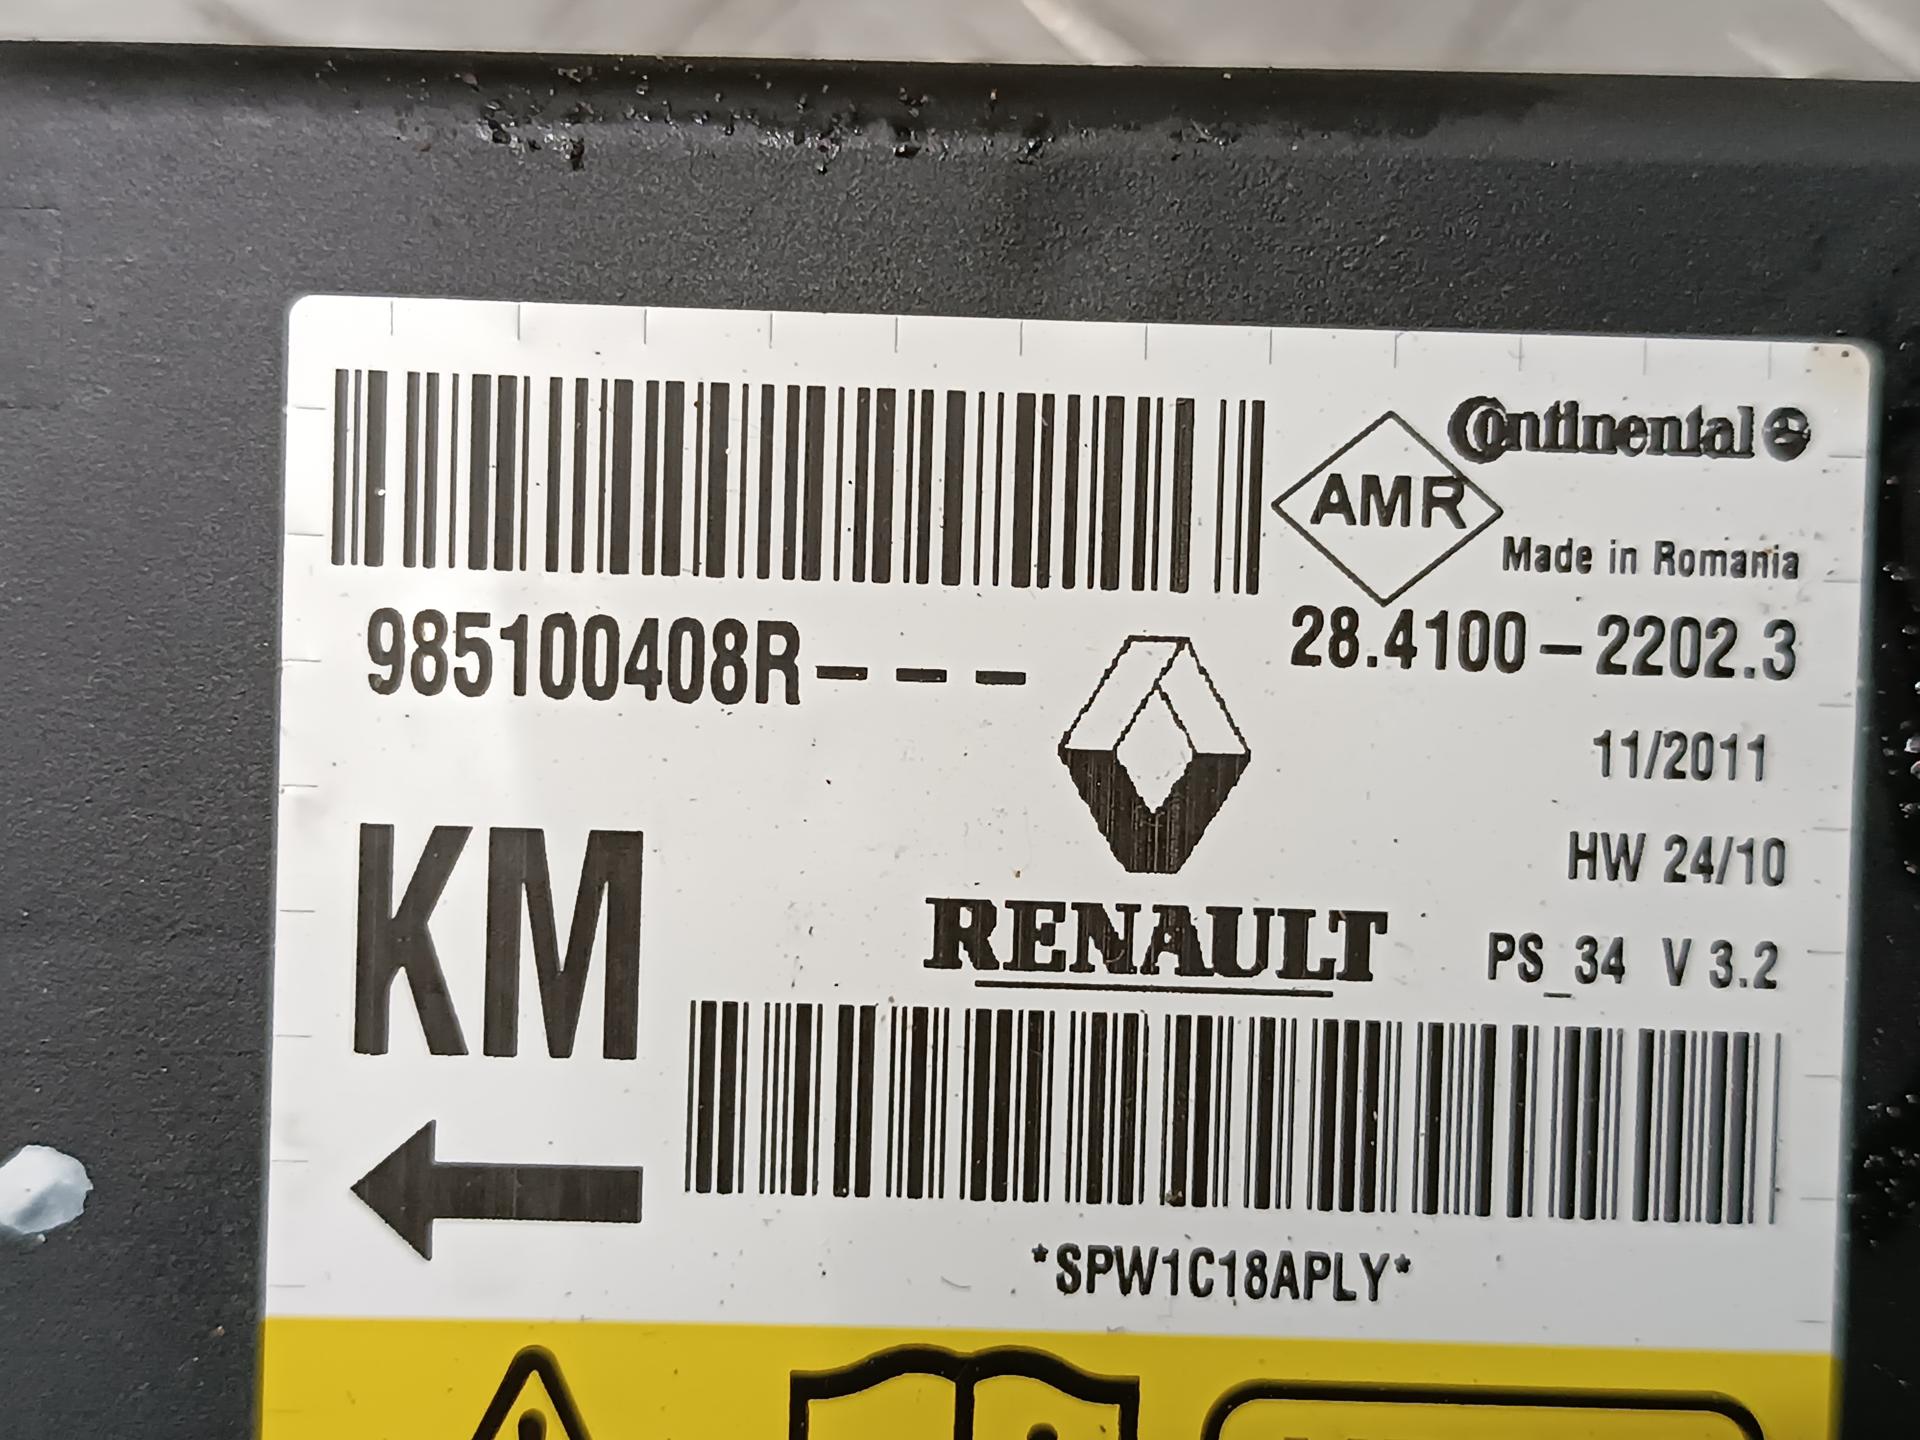 Continental
AMR
Made in Romania
985100408R---
28.4100-2202.3
11/2011
KM
HW 24/10
RENAULT
PS_34 V 3.2
*SPW1C18APLY*